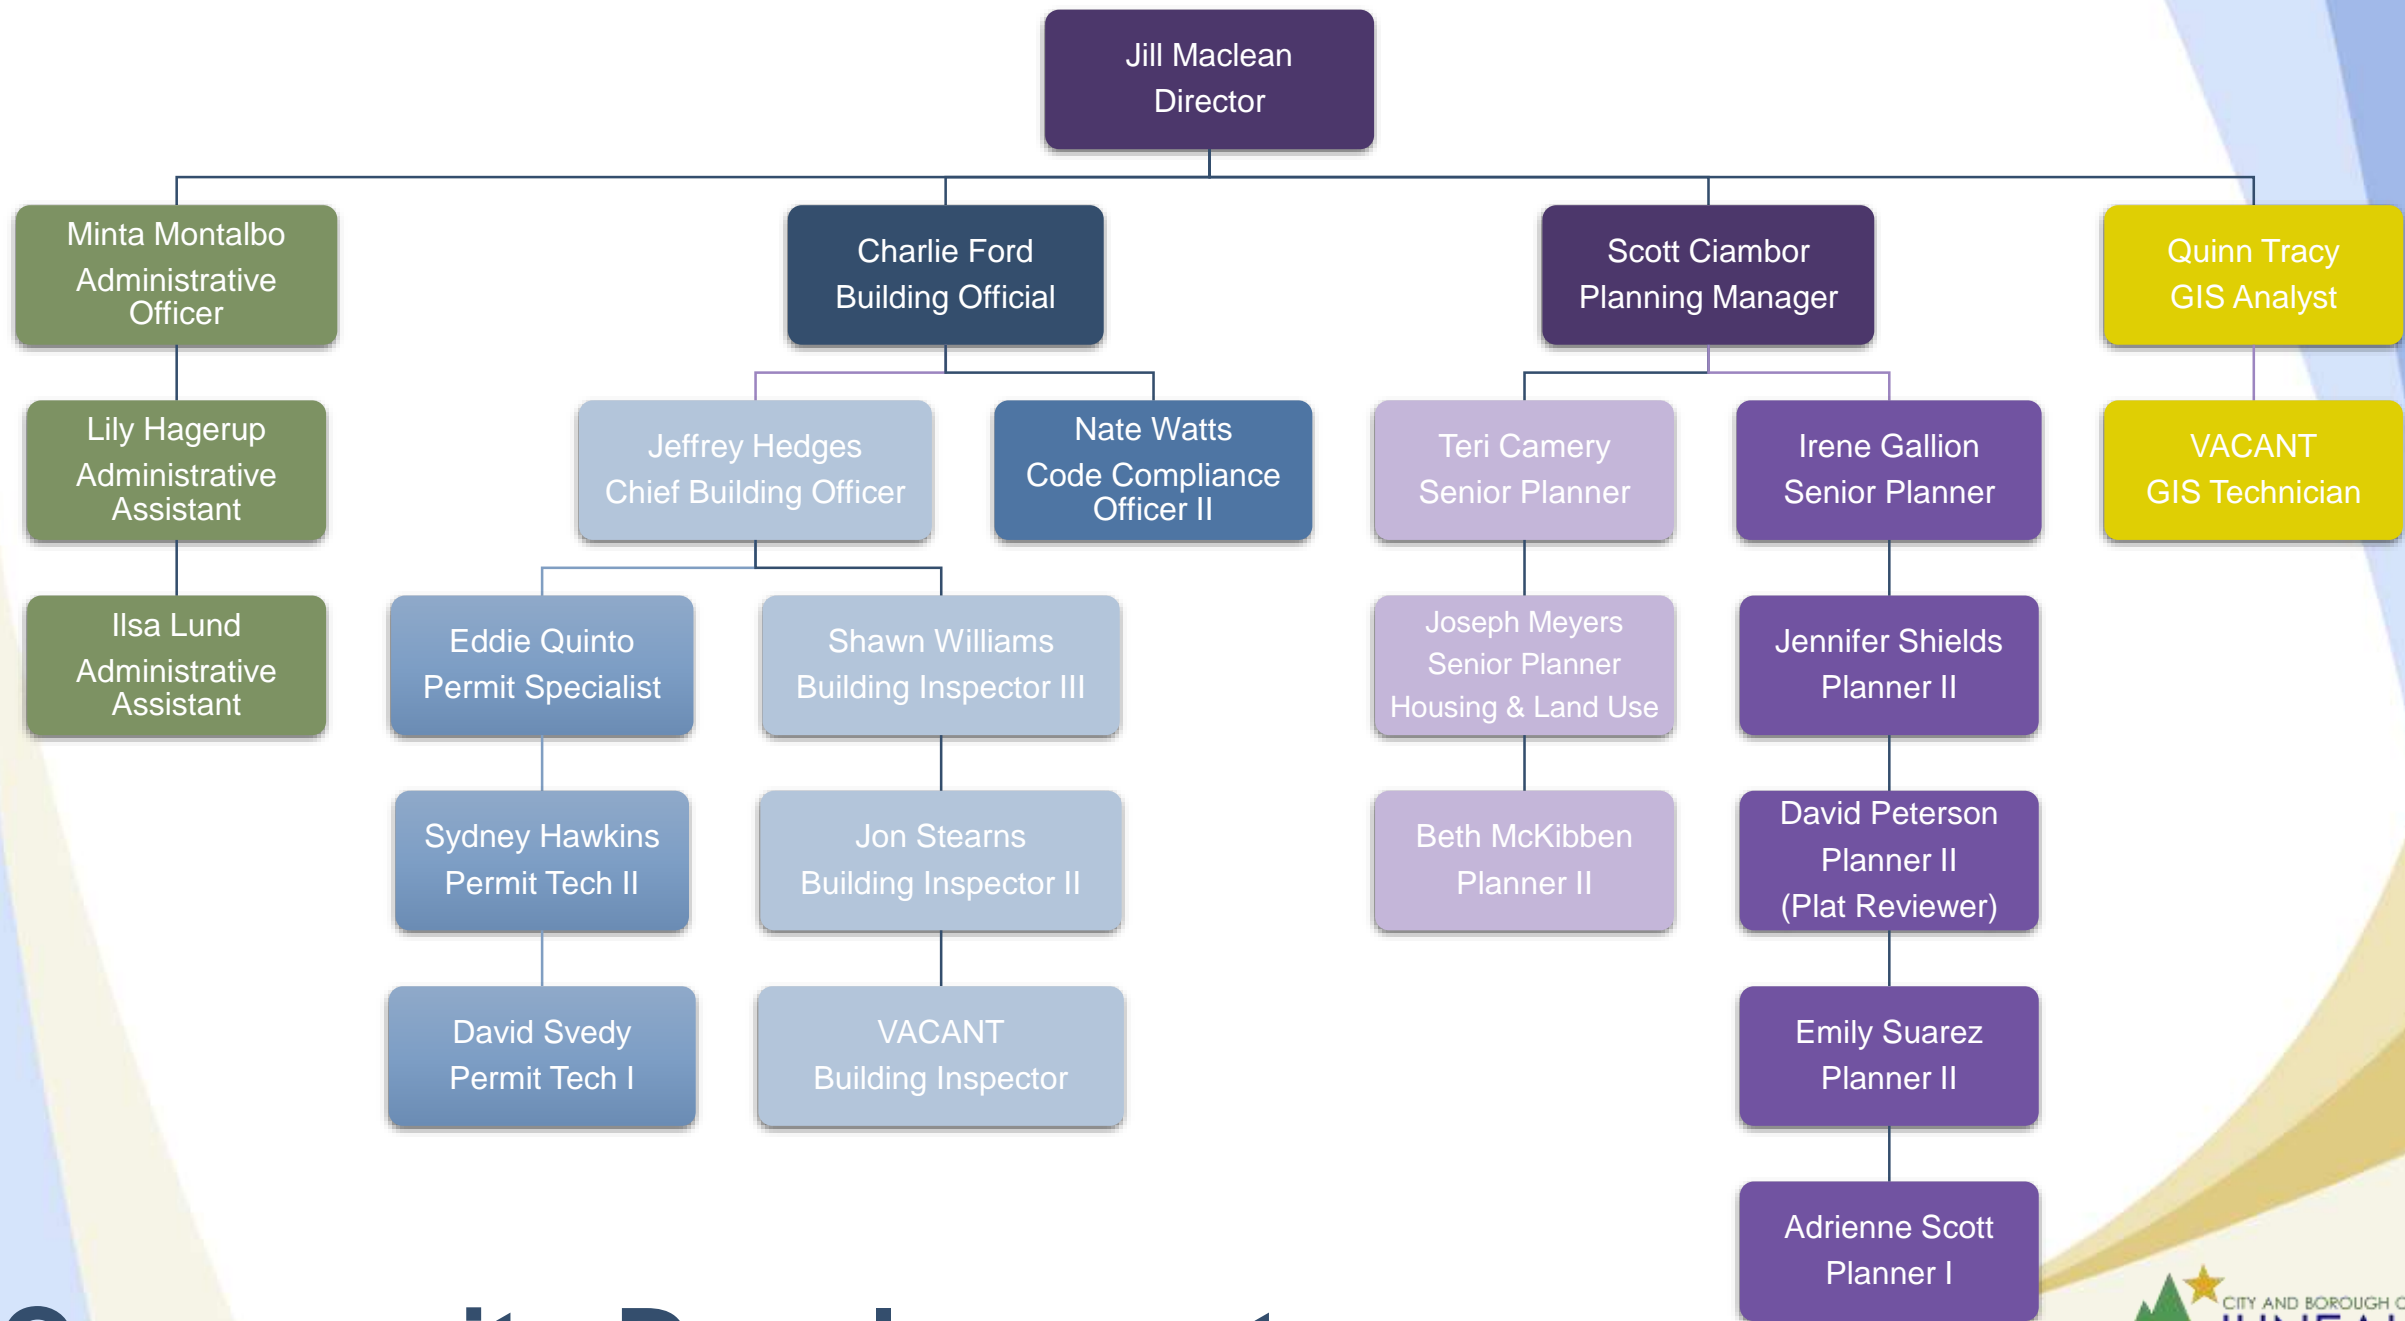 Jill Maclean
Director
Minta Montalbo
Administrative
Officer
Charlie Ford
Building Official
Scott Ciambor
Planning Manager
Quinn Tracy
GIS Analyst
Lily Hagerup
Administrative
Assistant
Jeffrey Hedges
Chief Building Officer
Nate Watts
Code Compliance
Officer II
Teri Camery
Senior Planner
Irene Gallion
Senior Planner
VACANT
GIS Technician
Ilsa Lund
Administrative
Assistant
Eddie Quinto
Permit Specialist
Shawn Williams
Building Inspector III
Joseph Meyers
Senior Planner
Housing & Land Use
Jennifer Shields
Planner II
Sydney Hawkins
Permit Tech II
Jon Stearns
Building Inspector II
Beth McKibben
Planner II
David Peterson
Planner II
(Plat Reviewer)
David Svedy
Permit Tech I
VACANT
Building Inspector
Emily Suarez
Planner II
Adrienne Scott
Planner I
CITY AND BOROUGH